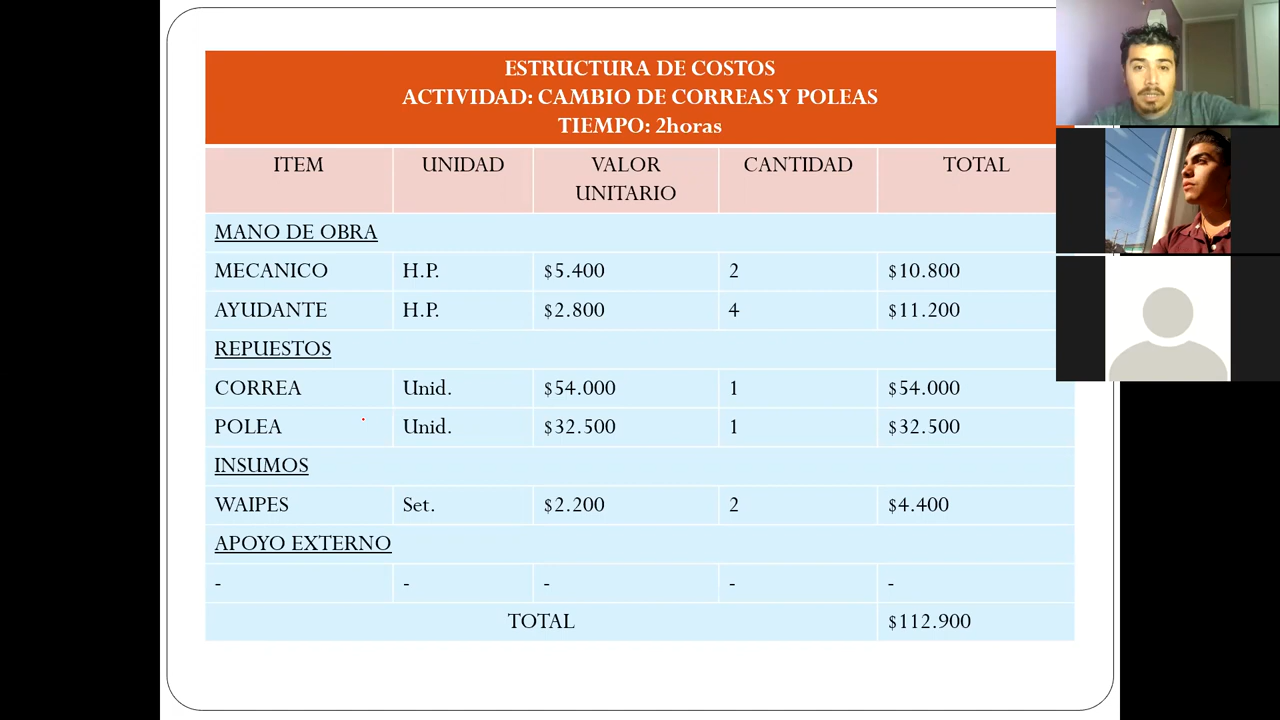 ESTRUCTURA DE COSTOS
ACTIVIDAD: CAMBIO DE CORREAS Y POLEAS
TIEMPO: 2horas
ITEM UNIDAD VALOR UNITARIO CANTIDAD TOTAL
MANO DE OBRA
MECANICO H.P. $5.400 2 $10.800
AYUDANTE H.P. $2.800 4 $11.200
REPUESTOS
CORREA Unid. $54.000 1 $54.000
POLEA Unid. $32.500 1 $32.500
INSUMOS
WAIPES Set. $2.200 2 $4.400
APOYO EXTERNO
- - - - -
TOTAL $112.900